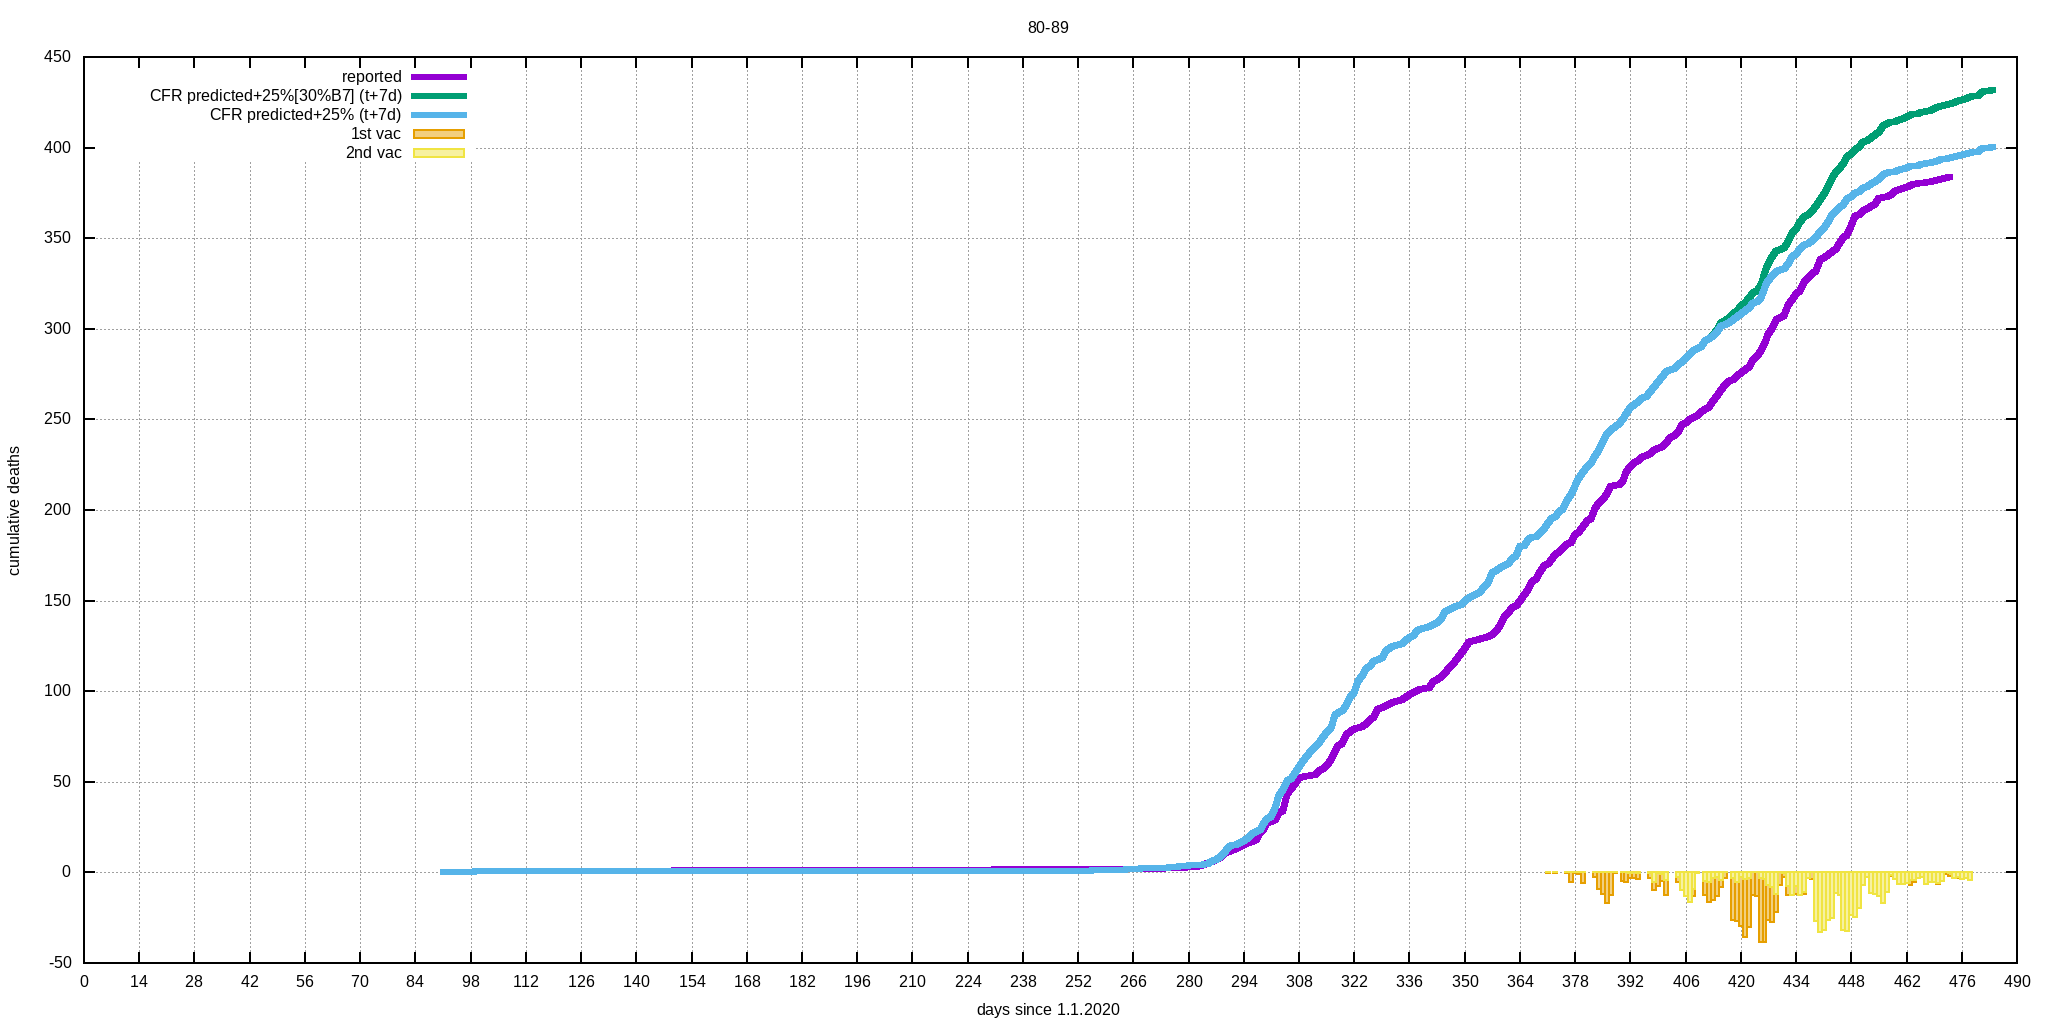 80-89
reported
CFR predicted+25%[30%B7] (t+7d)
CFR predicted+25% (t+7d)
1st vac
2nd vac
450
400
350
300
250
200
150
100
50
0
-50
cumulative deaths
0 14 28 42 56 70 84 98 112 126 140 154 168 182 196 210 224 238 252 266 280 294 308 322 336 350 364 378 392 406 420 434 448 462 476 490
days since 1.1.2020